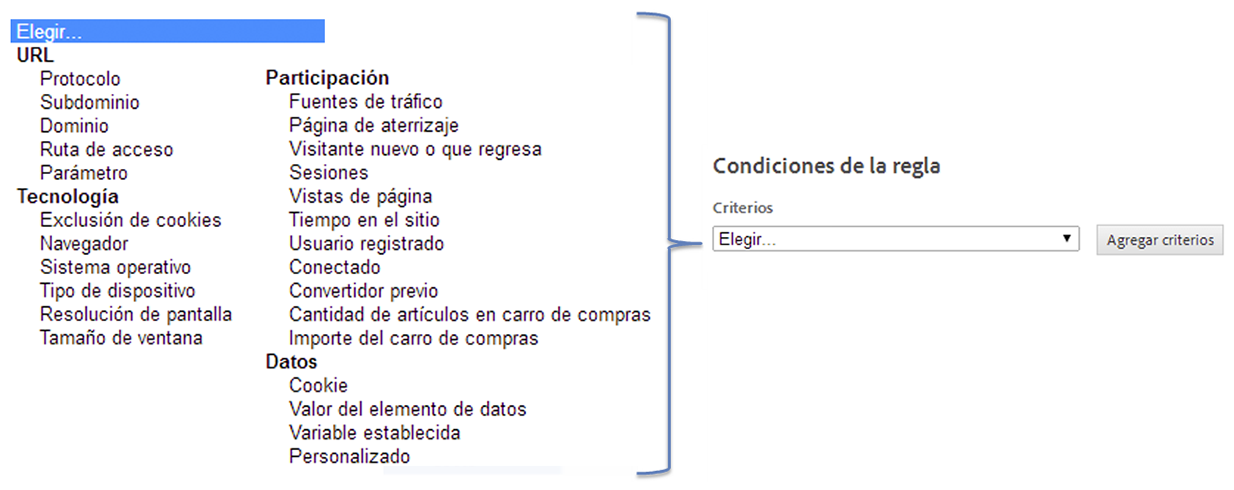 Elegir...
URL
Protocolo
Subdominio
Dominio
Ruta de acceso
Parámetro
Tecnología
Exclusión de cookies
Navegador
Sistema operativo
Tipo de dispositivo
Resolución de pantalla
Tamaño de ventana
Participación
Fuentes de tráfico
Página de aterrizaje
Visitante nuevo o que regresa
Sesiones
Vistas de página
Tiempo en el sitio
Usuario registrado
Conectado
Convertidor previo
Cantidad de artículos en carro de compras
Importe del carro de compras
Datos
Cookie
Valor del elemento de datos
Variable establecida
Personalizado
Condiciones de la regla
Criterios
Elegir...
Agregar criterios